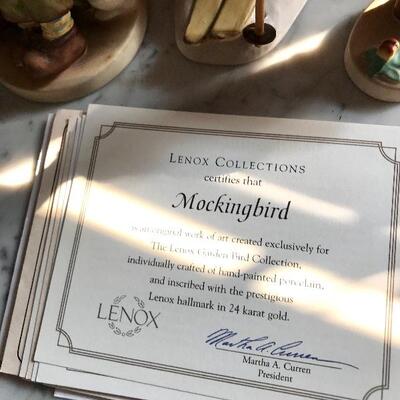 LENOX COLLECTIONS
certifies that
Mockingbird
is an original work of art created exclusively for
The Lenox Garden Bird Collection,
individually crafted of hand-painted porcelain,
and inscribed with the prestigious
Lenox hallmark in 24 karat gold.
LENOX
Martha A. Curren
Martha A. Curren
President